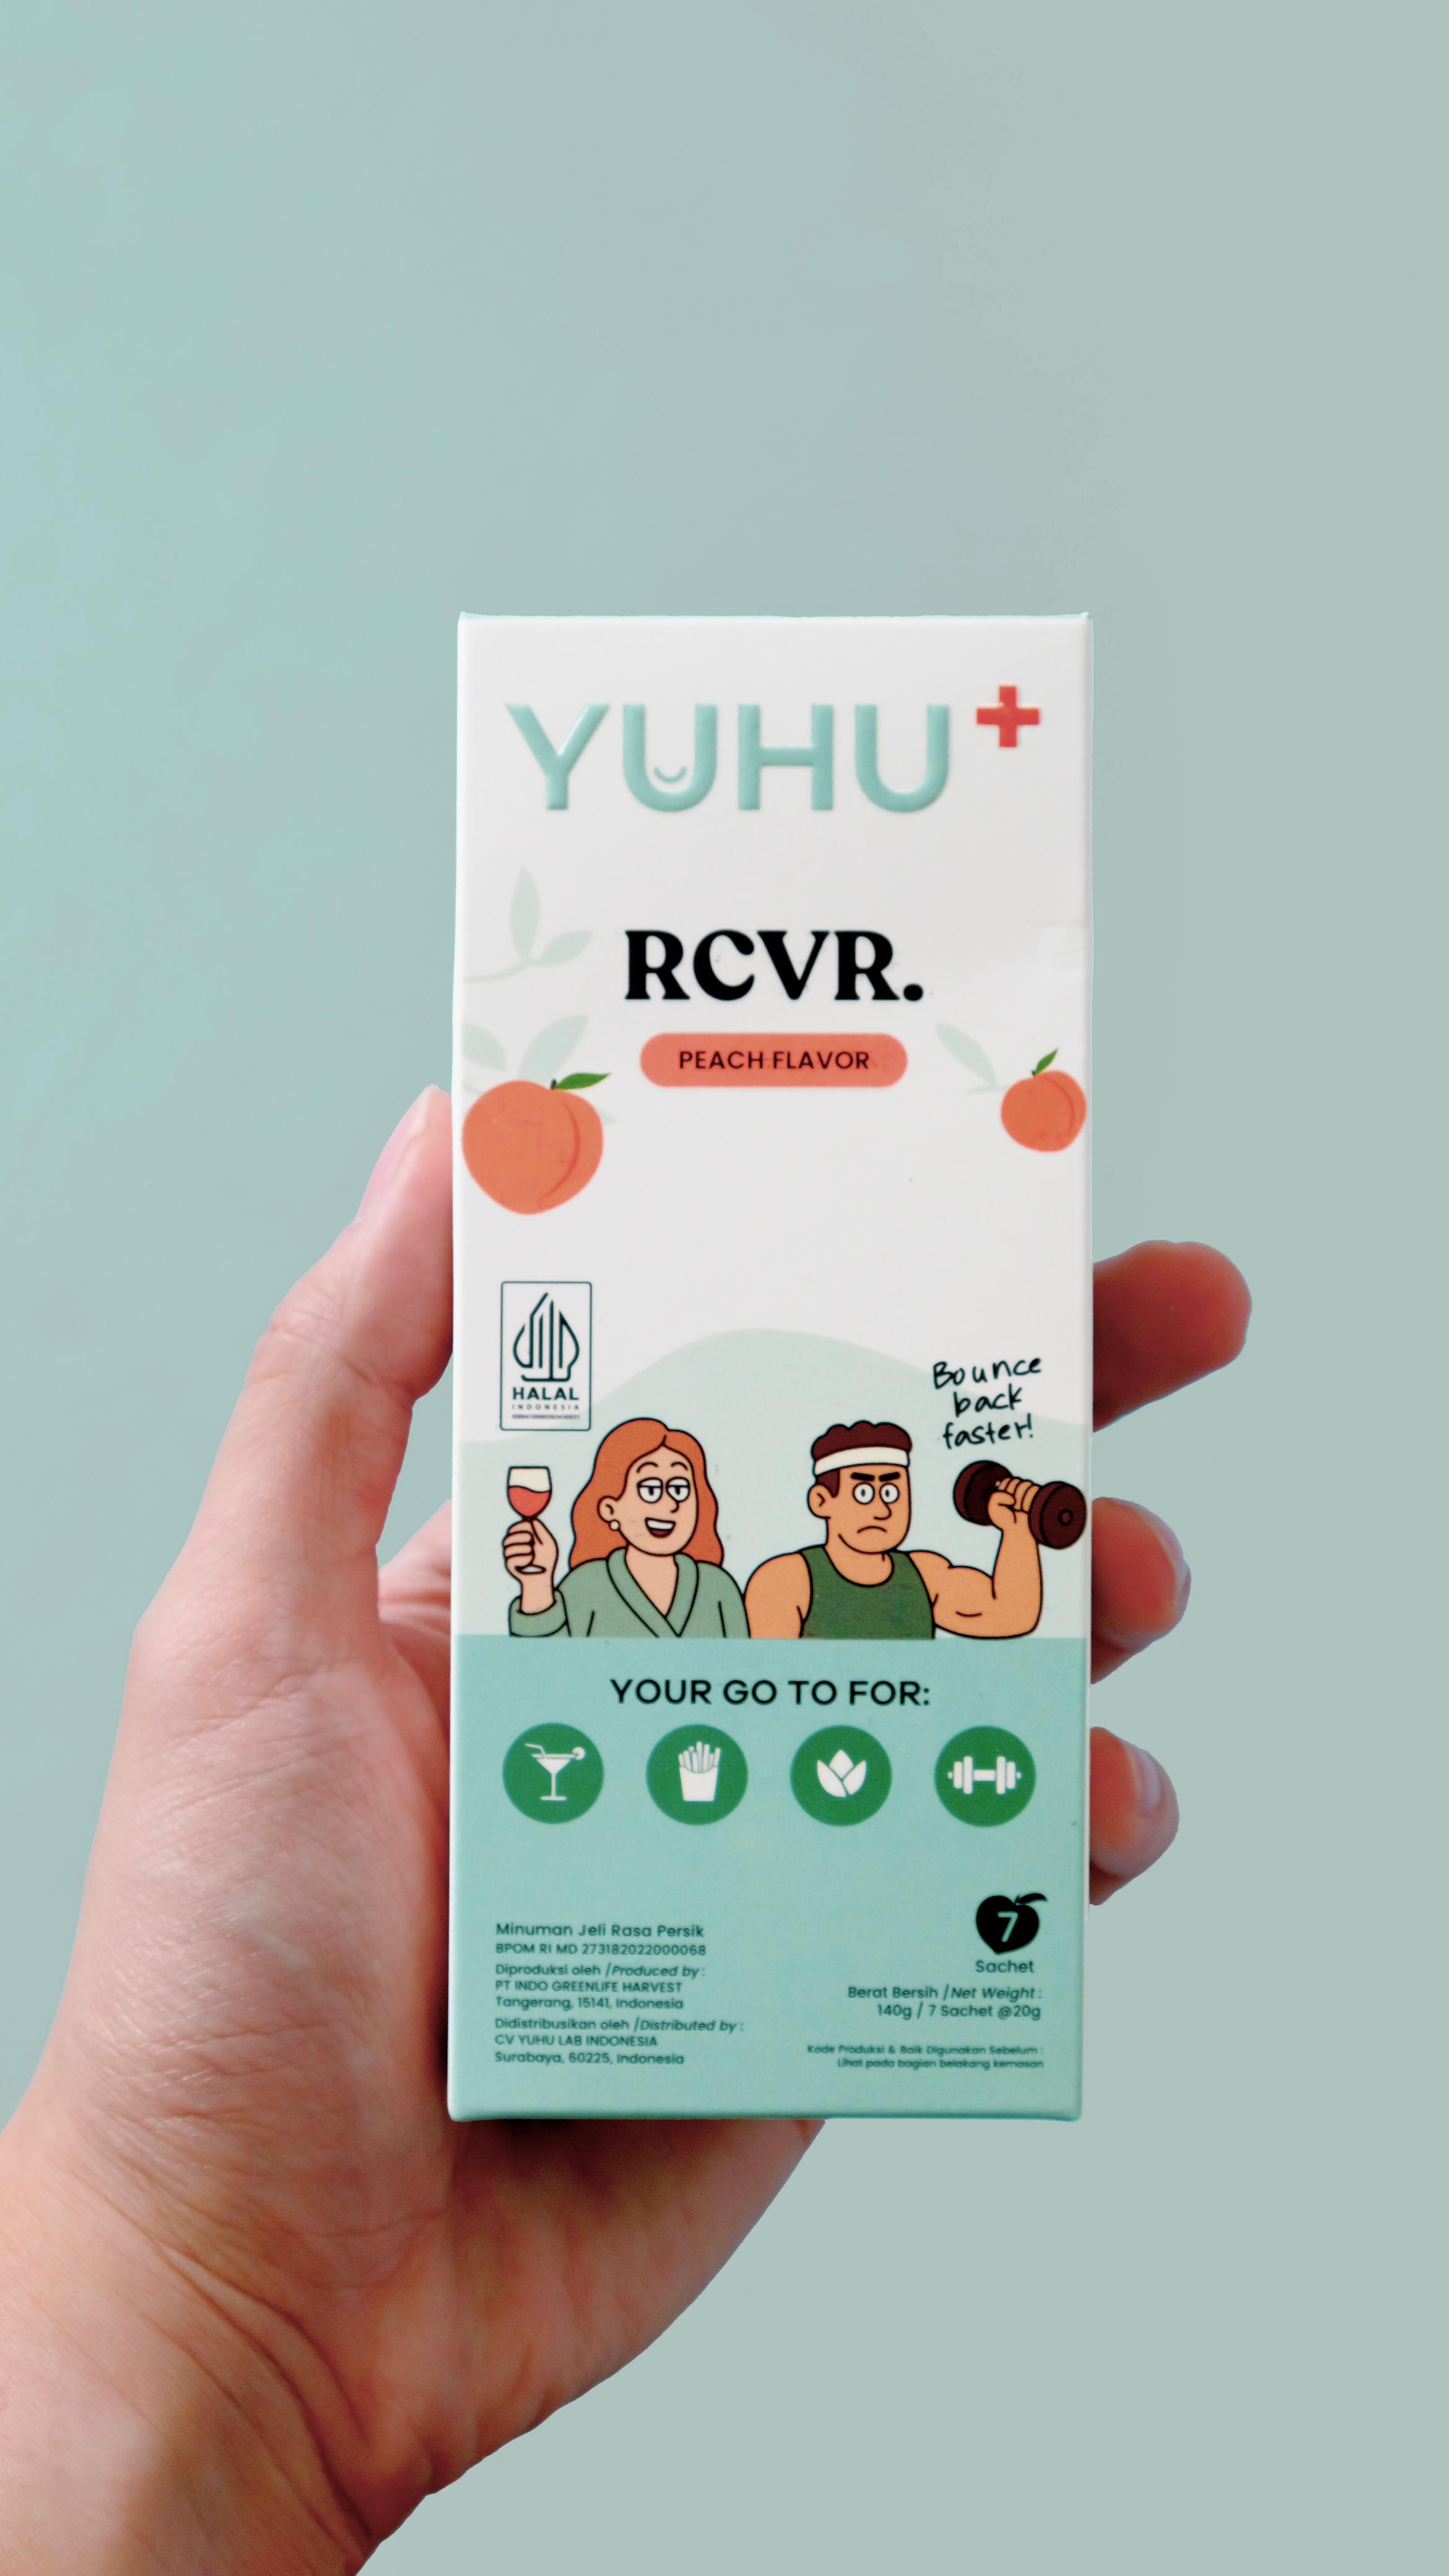 YUHU+
RCVR.
PEACH FLAVOR
HALAL
INDONESIA
Bounce
back
faster!
YOUR GO TO FOR:
Minuman Jeli Rasa Persik
BPOM RI MD 273182022000068
Diproduksi oleh /Produced by :
PT INDO GREENLIFE HARVEST
Tangerang, 15141, Indonesia
Didistribusikan oleh /Distributed by :
CV YUHU LAB INDONESIA
Surabaya, 60225, Indonesia
7
Sachet
Berat Bersih /Net Weight :
140g / 7 Sachet @20g
Kode Produksi & Baik Digunakan Sebelum :
Lihat pada bagian belakang kemasan